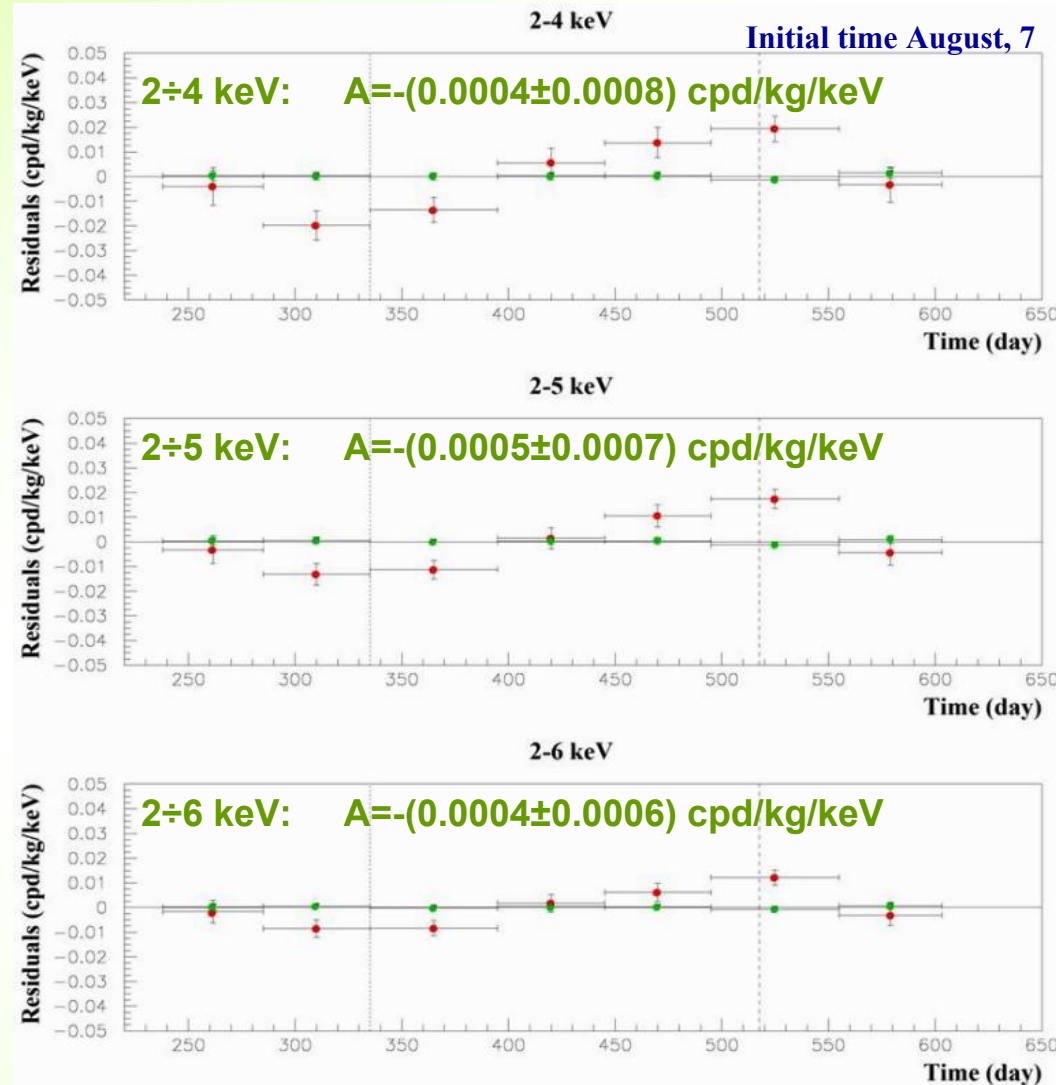 2-4 keV
Initial time August, 7
2÷4 keV: A=-(0.0004±0.0008) cpd/kg/keV
Residuals (cpd/kg/keV)
0.05
0.04
0.03
0.02
0.01
0
−0.01
−0.02
−0.03
−0.04
−0.05
250 300 350 400 450 500 550 600 650
Time (day)
2-5 keV
2÷5 keV: A=-(0.0005±0.0007) cpd/kg/keV
Residuals (cpd/kg/keV)
0.05
0.04
0.03
0.02
0.01
0
−0.01
−0.02
−0.03
−0.04
−0.05
250 300 350 400 450 500 550 600 650
Time (day)
2-6 keV
2÷6 keV: A=-(0.0004±0.0006) cpd/kg/keV
Residuals (cpd/kg/keV)
0.05
0.04
0.03
0.02
0.01
0
−0.01
−0.02
−0.03
−0.04
−0.05
250 300 350 400 450 500 550 600 650
Time (day)